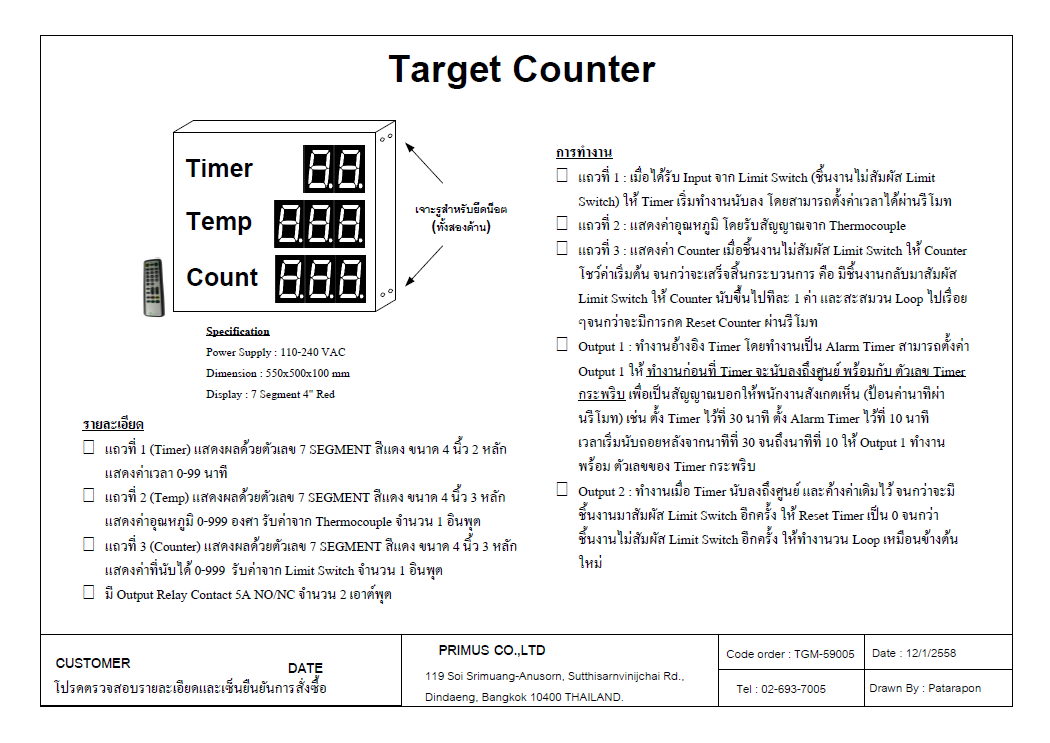 Target Counter
Timer
Temp
Count
เจาะรูสำหรับยึดน็อต
(ทั้งสองด้าน)
Specification
Power Supply : 110-240 VAC
Dimension : 550x500x100 mm
Display : 7 Segment 4" Red
รายละเอียด
แถวที่ 1 (Timer) แสดงผลด้วยตัวเลข 7 SEGMENT สีแดง ขนาด 4 นิ้ว 2 หลัก
แสดงค่าเวลา 0-99 นาที
แถวที่ 2 (Temp) แสดงผลด้วยตัวเลข 7 SEGMENT สีแดง ขนาด 4 นิ้ว 3 หลัก
แสดงค่าอุณหภูมิ 0-999 องศา รับค่าจาก Thermocouple จำนวน 1 อินพุต
แถวที่ 3 (Counter) แสดงผลด้วยตัวเลข 7 SEGMENT สีแดง ขนาด 4 นิ้ว 3 หลัก
แสดงค่าที่นับได้ 0-999 รับค่าจาก Limit Switch จำนวน 1 อินพุต
มี Output Relay Contact 5A NO/NC จำนวน 2 เอาต์พุต
การทำงาน
แถวที่ 1 : เมื่อได้รับ Input จาก Limit Switch (ชิ้นงานไม่สัมผัส Limit
Switch) ให้ Timer เริ่มทำงานนับลง โดยสามารถตั้งค่าเวลาได้ผ่านรีโมท
แถวที่ 2 : แสดงค่าอุณหภูมิ โดยรับสัญญาณจาก Thermocouple
แถวที่ 3 : แสดงค่า Counter เมื่อชิ้นงานไม่สัมผัส Limit Switch ให้ Counter
โชว์ค่าเริ่มต้น จนกว่าจะเสร็จสิ้นกระบวนการ คือ มีชิ้นงานกลับมาสัมผัส
Limit Switch ให้ Counter นับขึ้นไปทีละ 1 ค่า และสะสมวน Loop ไปเรื่อย
ๆจนกว่าจะมีการกด Reset Counter ผ่านรีโมท
Output 1 : ทำงานอ้างอิง Timer โดยทำงานเป็น Alarm Timer สามารถตั้งค่า
Output 1 ให้ ทำงานก่อนที่ Timer จะนับลงถึงศูนย์ พร้อมกับ ตัวเลข Timer
กระพริบ เพื่อเป็นสัญญาณบอกให้พนักงานสังเกตเห็น (ป้อนค่านาทีผ่า
นรีโมท) เช่น ตั้ง Timer ไว้ที่ 30 นาที ตั้ง Alarm Timer ไว้ที่ 10 นาที
เวลาเริ่มนับถอยหลังจากนาทีที่ 30 จนถึงนาทีที่ 10 ให้ Output 1 ทำงาน
พร้อม ตัวเลขของ Timer กระพริบ
Output 2 : ทำงานเมื่อ Timer นับลงถึงศูนย์ และค้างค่าเดิมไว้ จนกว่าจะมี
ชิ้นงานมาสัมผัส Limit Switch อีกครั้ง ให้ Reset Timer เป็น 0 จนกว่า
ชิ้นงานไม่สัมผัส Limit Switch อีกครั้ง ให้ทำงานวน Loop เหมือนข้างต้น
ใหม่
CUSTOMER
DATE
โปรดตรวจสอบรายละเอียดและเซ็นยืนยันการสั่งซื้อ
PRIMUS CO.,LTD
119 Soi Srimuang-Anusorn, Sutthisarnvinijchai Rd.,
Dindaeng, Bangkok 10400 THAILAND.
Code order : TGM-59005
Date : 12/1/2558
Tel : 02-693-7005
Drawn By : Patarapon